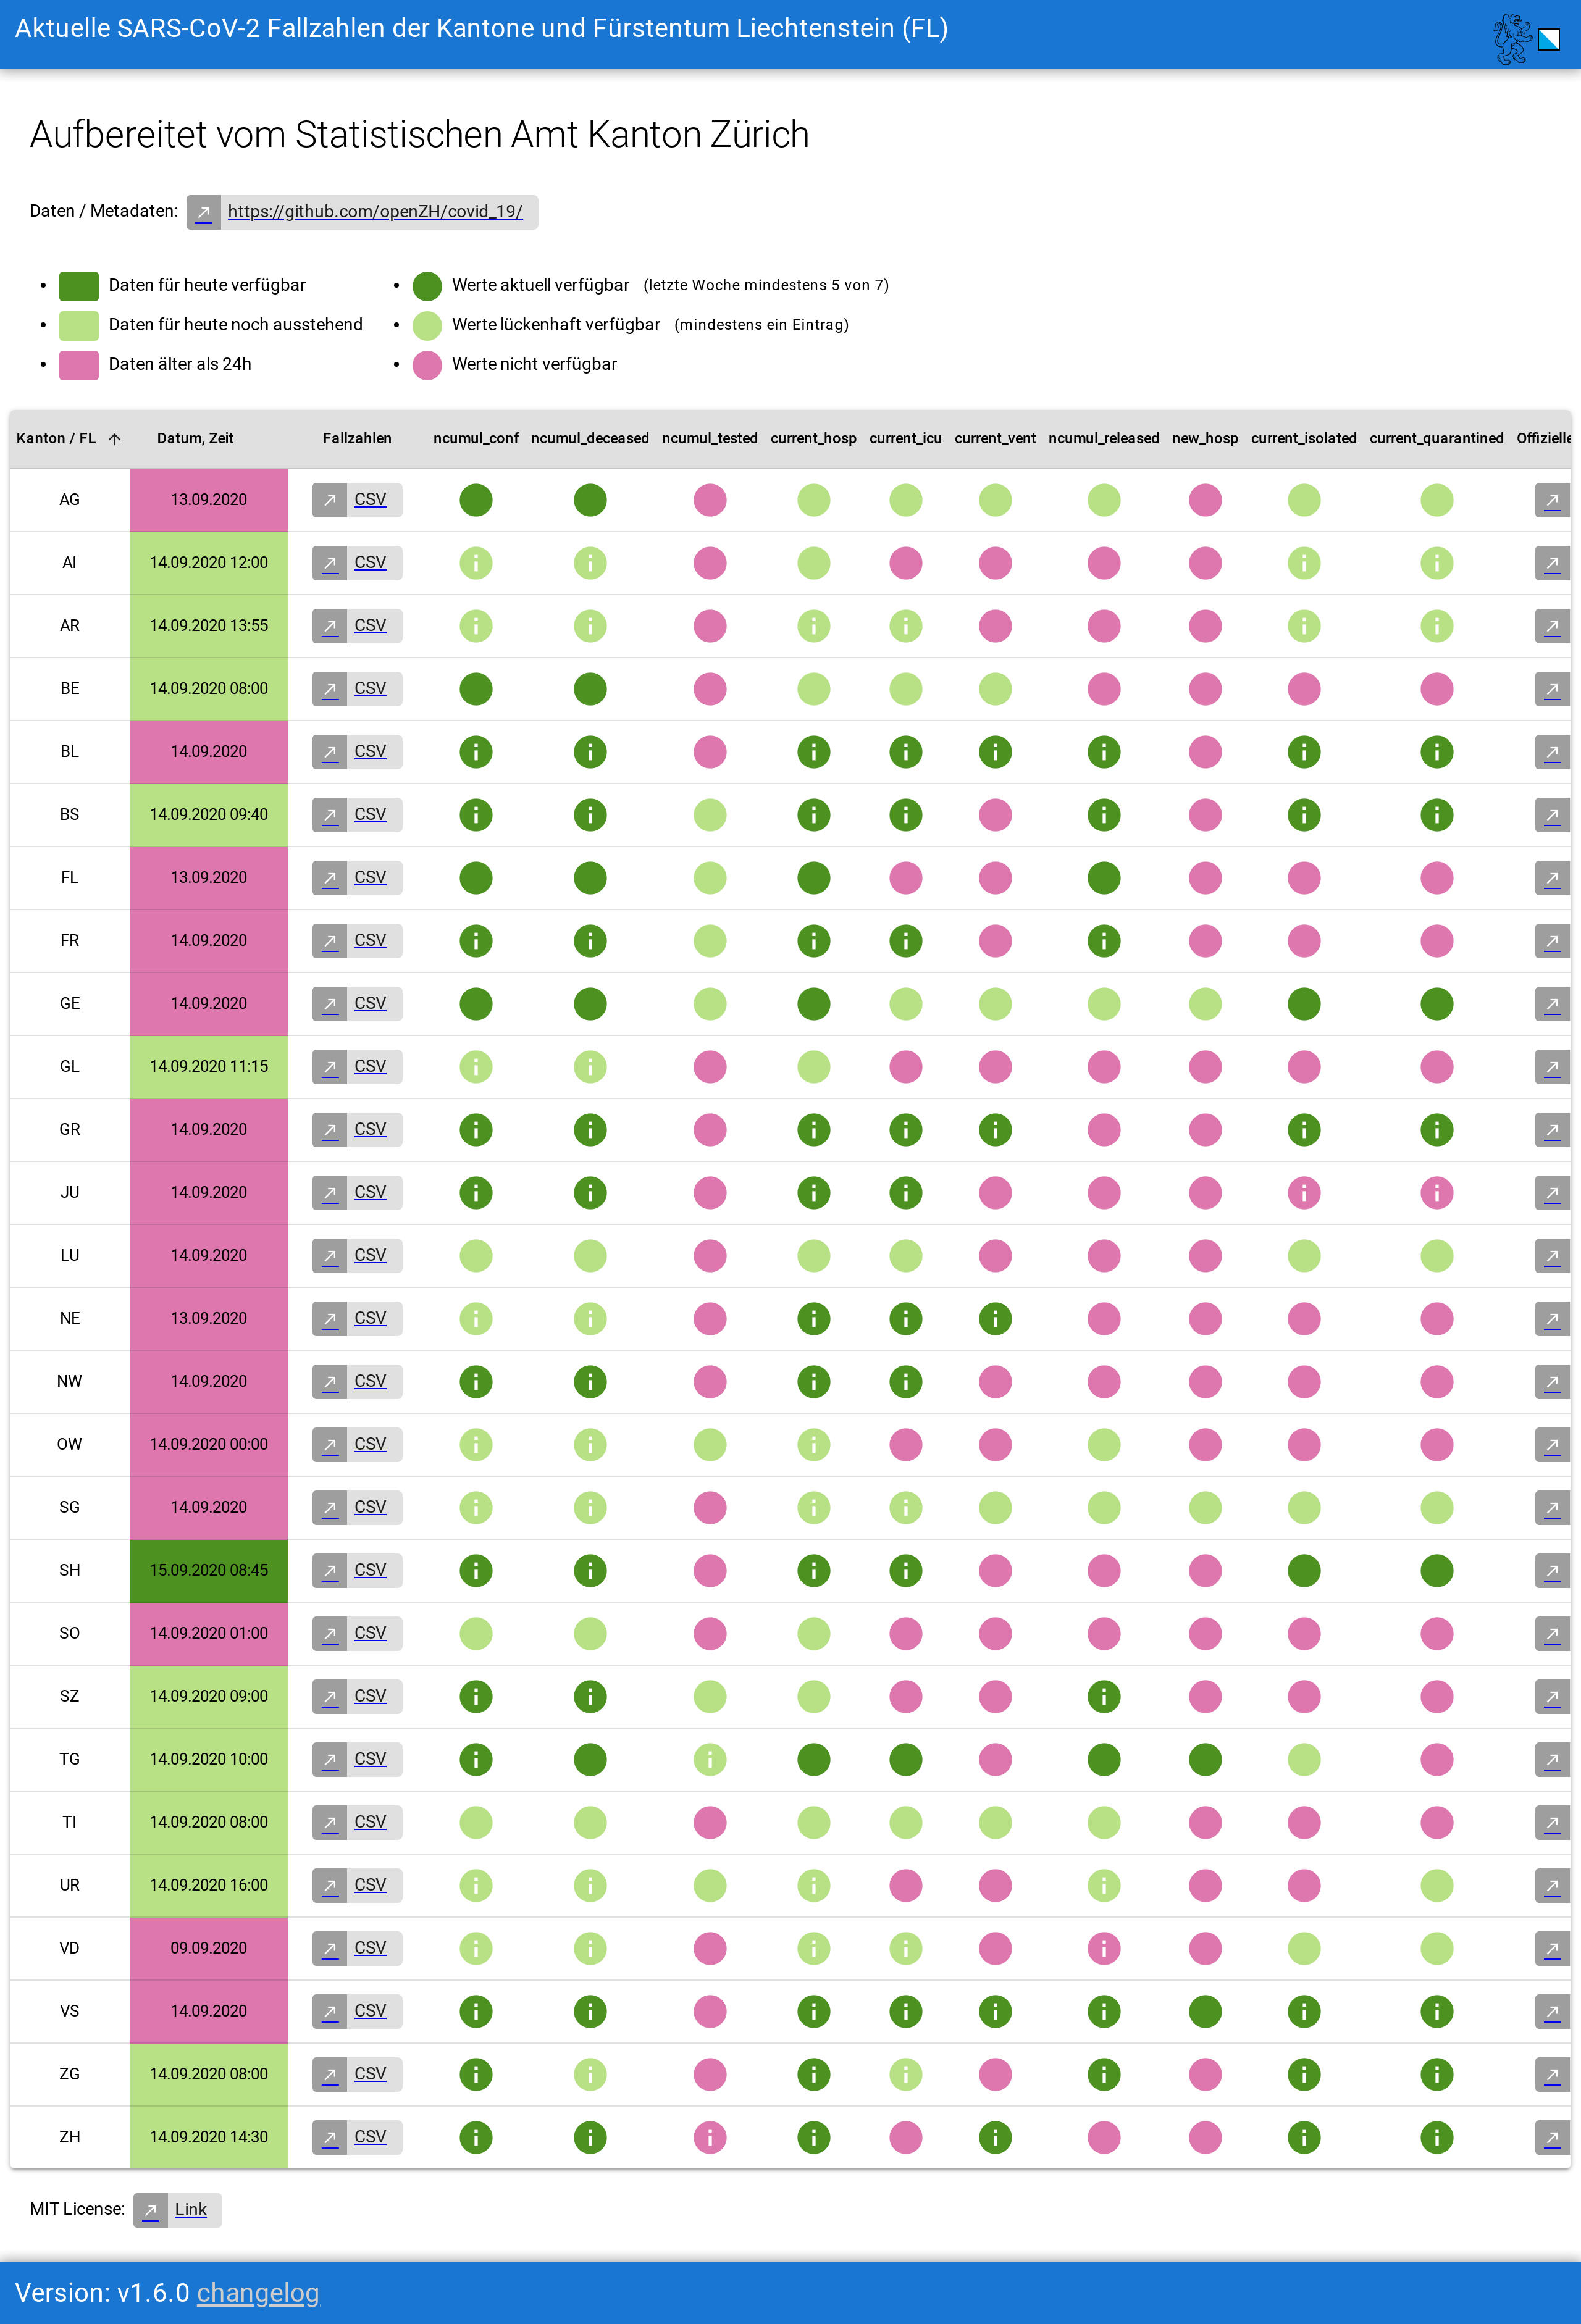 Aktuelle SARS-CoV-2 Fallzahlen der Kantone und Fürstentum Liechtenstein (FL)
Aufbereitet vom Statistischen Amt Kanton Zürich
Daten / Metadaten: https://github.com/openZH/covid_19/
Daten für heute verfügbar
Daten für heute noch ausstehend
Daten älter als 24h
Werte aktuell verfügbar (letzte Woche mindestens 5 von 7)
Werte lückenhaft verfügbar (mindestens ein Eintrag)
Werte nicht verfügbar
Kanton / FL Datum, Zeit Fallzahlen ncumul_conf ncumul_deceased ncumul_tested current_hosp current_icu current_vent ncumul_released new_hosp current_isolated current_quarantined Offizielle
AG 13.09.2020 CSV
AI 14.09.2020 12:00 CSV
AR 14.09.2020 13:55 CSV
BE 14.09.2020 08:00 CSV
BL 14.09.2020 CSV
BS 14.09.2020 09:40 CSV
FL 13.09.2020 CSV
FR 14.09.2020 CSV
GE 14.09.2020 CSV
GL 14.09.2020 11:15 CSV
GR 14.09.2020 CSV
JU 14.09.2020 CSV
LU 14.09.2020 CSV
NE 13.09.2020 CSV
NW 14.09.2020 CSV
OW 14.09.2020 00:00 CSV
SG 14.09.2020 CSV
SH 15.09.2020 08:45 CSV
SO 14.09.2020 01:00 CSV
SZ 14.09.2020 09:00 CSV
TG 14.09.2020 10:00 CSV
TI 14.09.2020 08:00 CSV
UR 14.09.2020 16:00 CSV
VD 09.09.2020 CSV
VS 14.09.2020 CSV
ZG 14.09.2020 08:00 CSV
ZH 14.09.2020 14:30 CSV
MIT License: Link
Version: v1.6.0 changelog